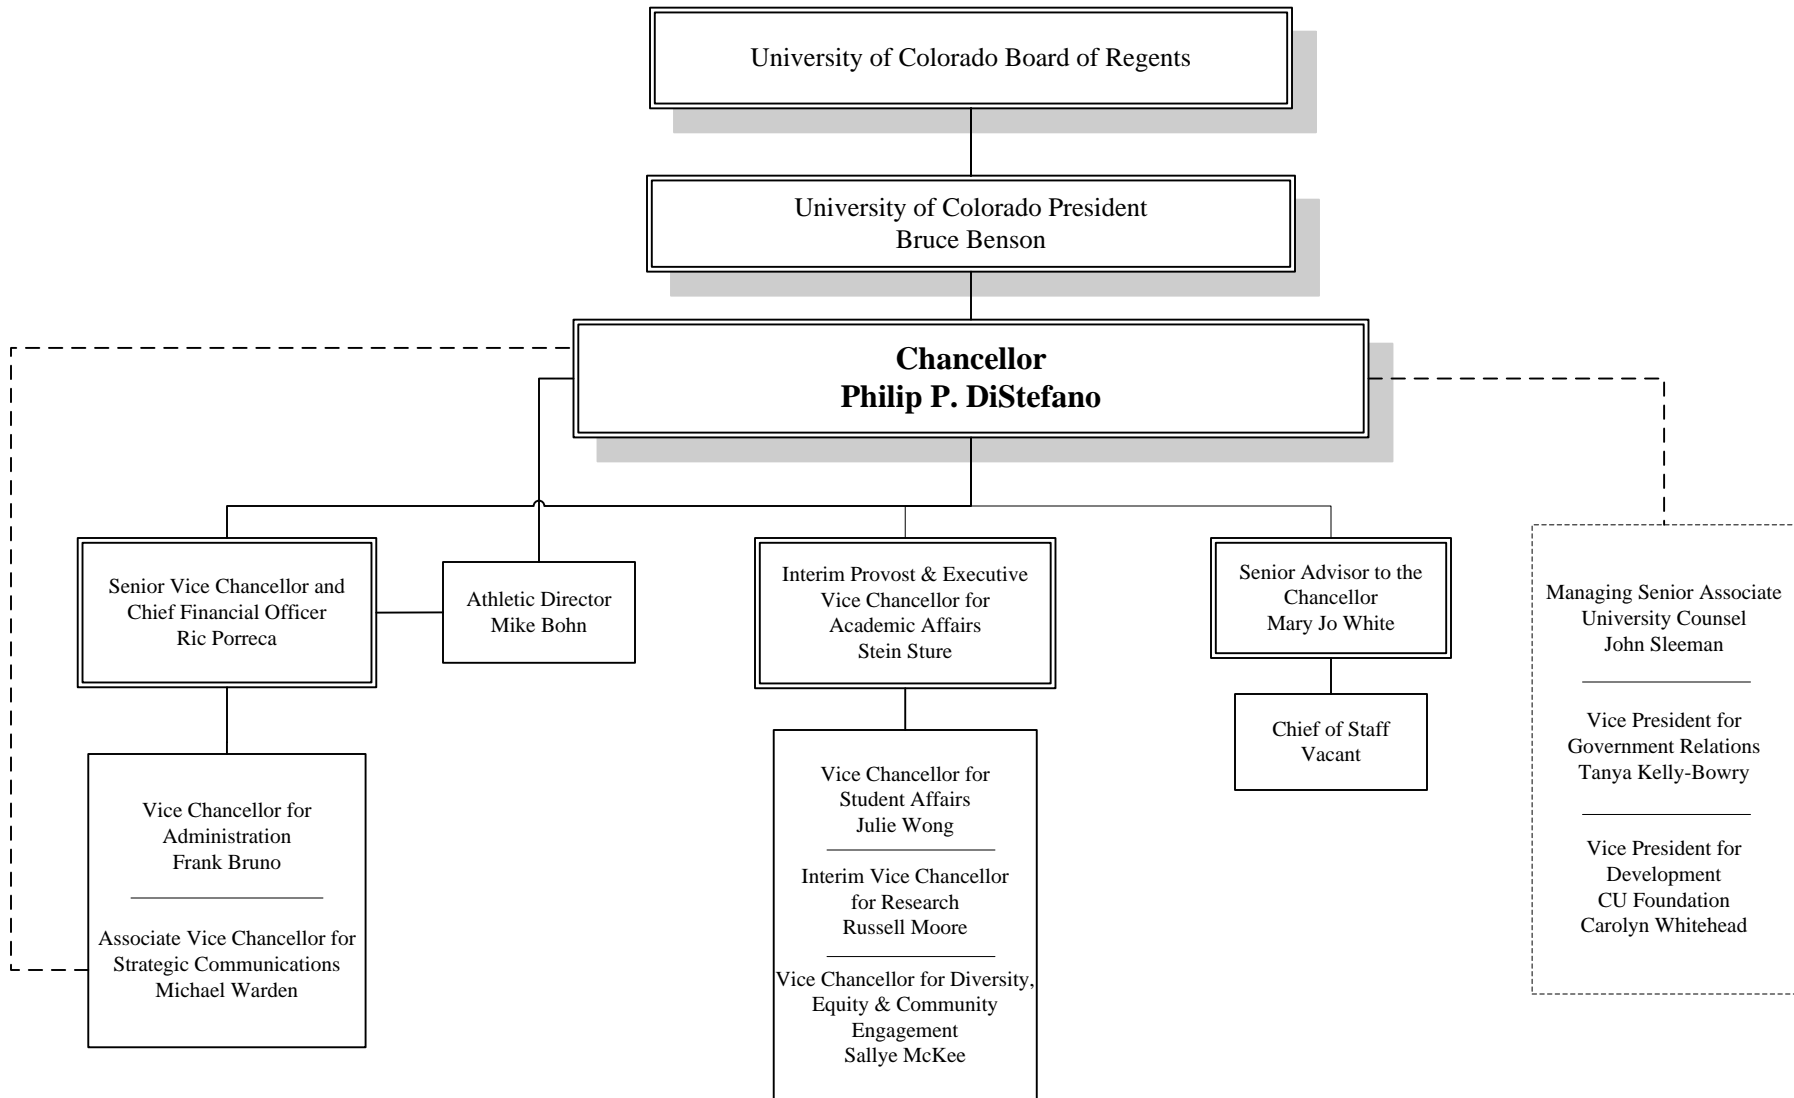 University of Colorado Board of Regents
University of Colorado President
Bruce Benson
Chancellor
Philip P. DiStefano
Senior Vice Chancellor and
Chief Financial Officer
Ric Porreca
Athletic Director
Mike Bohn
Interim Provost & Executive
Vice Chancellor for
Academic Affairs
Stein Sture
Senior Advisor to the
Chancellor
Mary Jo White
Managing Senior Associate
University Counsel
John Sleeman
Vice President for
Government Relations
Tanya Kelly-Bowry
Vice President for
Development
CU Foundation
Carolyn Whitehead
Chief of Staff
Vacant
Vice Chancellor for
Administration
Frank Bruno
Associate Vice Chancellor for
Strategic Communications
Michael Warden
Vice Chancellor for
Student Affairs
Julie Wong
Interim Vice Chancellor
for Research
Russell Moore
Vice Chancellor for Diversity,
Equity & Community
Engagement
Sallye McKee